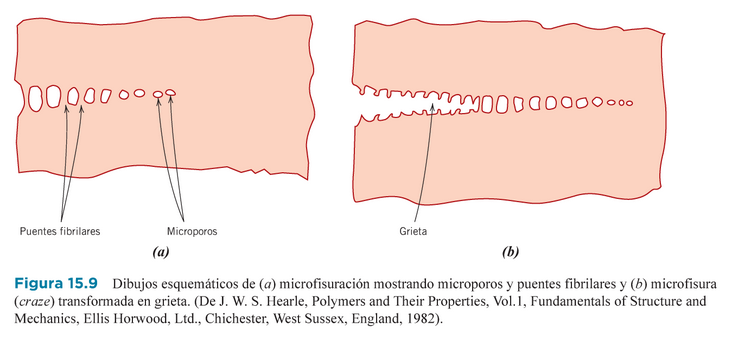 Puentes fibrilares
Microporos
(a)
Grieta
(b)
Figura 15.9 Dibujos esquemáticos de (a) microfisuración mostrando microporos y puentes fibrilares y (b) microfisura
(craze) transformada en grieta. (De J. W. S. Hearle, Polymers and Their Properties, Vol.1, Fundamentals of Structure and
Mechanics, Ellis Horwood, Ltd., Chichester, West Sussex, England, 1982).